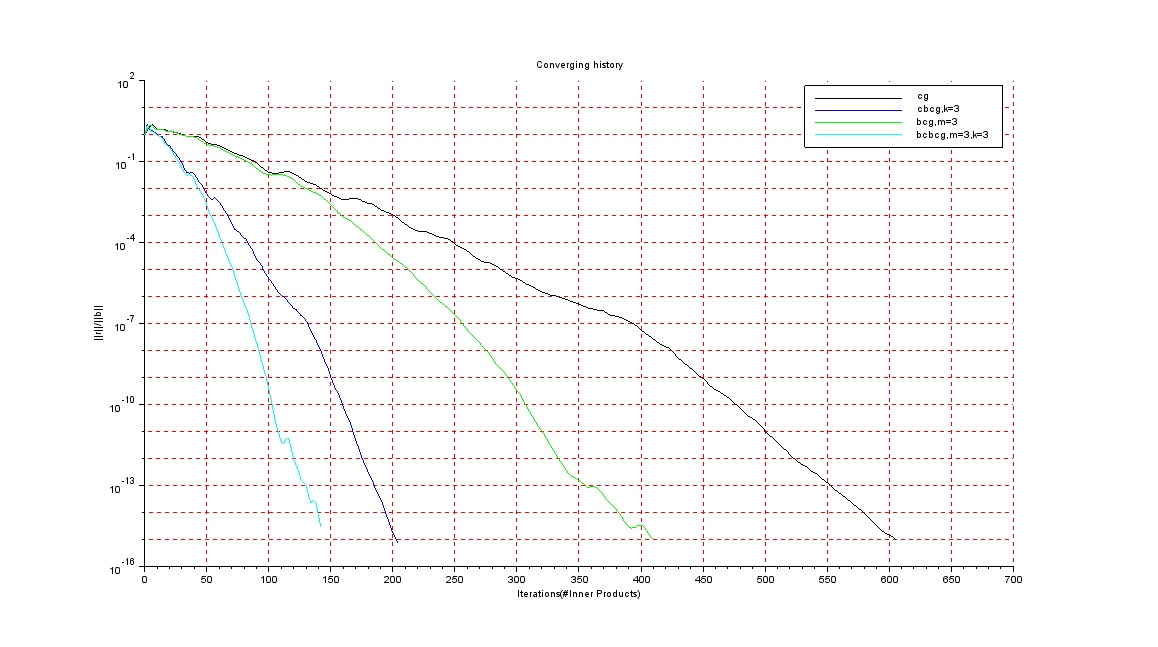 Converging history
cg
cbcg,k=3
bcg,m=3
bcbcg,m=3,k=3
10^2
10^-1
10^-4
10^-7
10^-10
10^-13
10^-16
||r||/||b||
0 50 100 150 200 250 300 350 400 450 500 550 600 650 700
Iterations(#Inner Products)